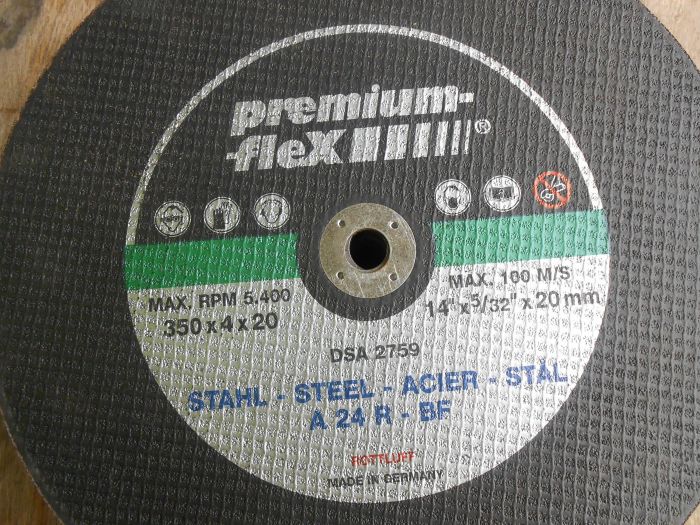 premium-
-fleX ®
MAX. RPM 5.400
350 x 4 x 20
MAX. 100 M/S
14" x 5/32" x 20 mm
DSA 2759
STAHL - STEEL - ACIER - STÅL
A 24 R - BF
ROTTLUFF
MADE IN GERMANY